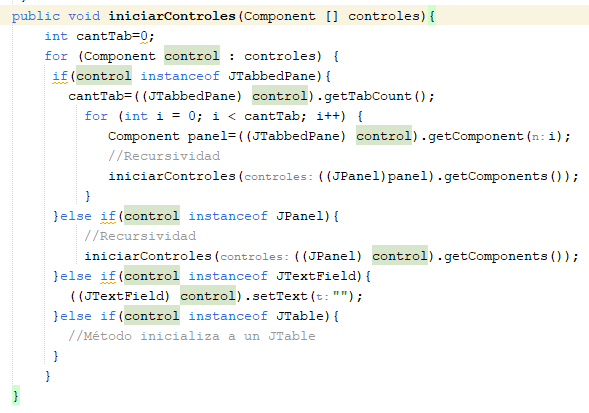 public void iniciarControles(Component [] controles){
int cantTab=0;
for (Component control : controles) {
if(control instanceof JTabbedPane){
cantTab=((JTabbedPane) control).getTabCount();
for (int i = 0; i < cantTab; i++) {
Component panel=((JTabbedPane) control).getComponent(n: i);
//Recursividad
iniciarControles(controles: ((JPanel)panel).getComponents());
}
}else if(control instanceof JPanel){
//Recursividad
iniciarControles(controles: ((JPanel) control).getComponents());
}else if(control instanceof JTextField){
((JTextField) control).setText(t: "");
}else if(control instanceof JTable){
//Método inicializa a un JTable
}
}
}